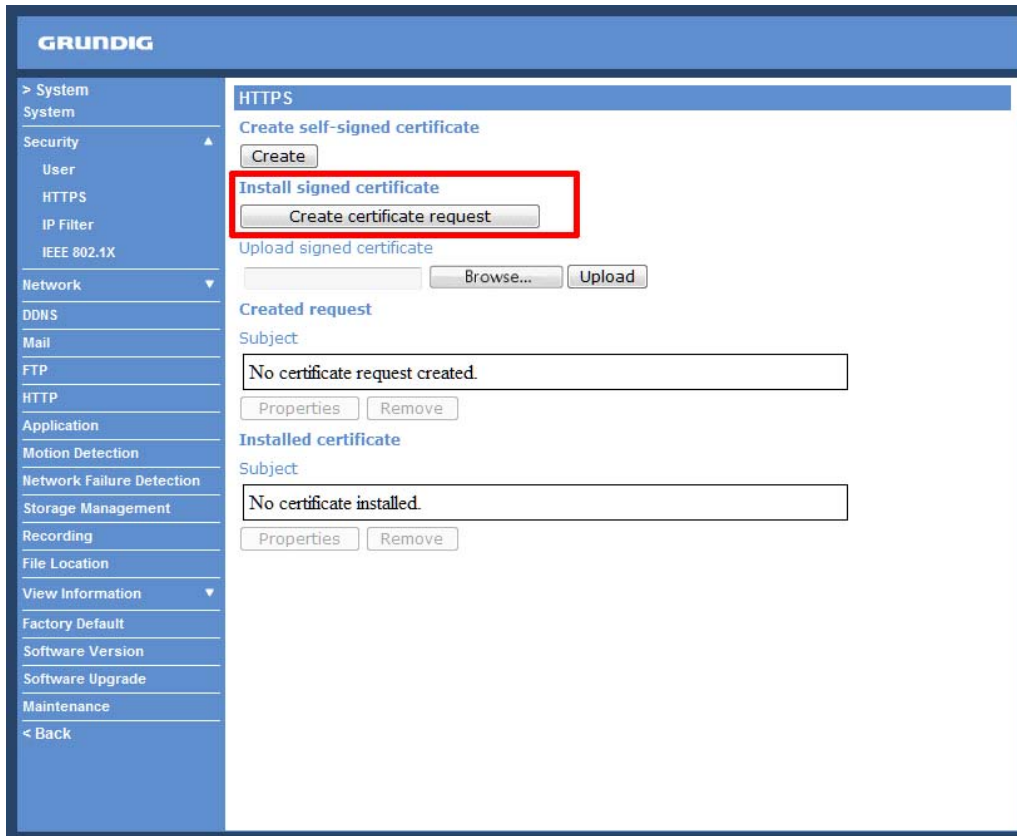 GRUNDIG
> System
System
Security
User
HTTPS
IP Filter
IEEE 802.1X
Network
DDNS
Mail
FTP
HTTP
Application
Motion Detection
Network Failure Detection
Storage Management
Recording
File Location
View Information
Factory Default
Software Version
Software Upgrade
Maintenance
< Back
HTTPS
Create self-signed certificate
Create
Install signed certificate
Create certificate request
Upload signed certificate
Browse... Upload
Created request
Subject
No certificate request created.
Properties Remove
Installed certificate
Subject
No certificate installed.
Properties Remove